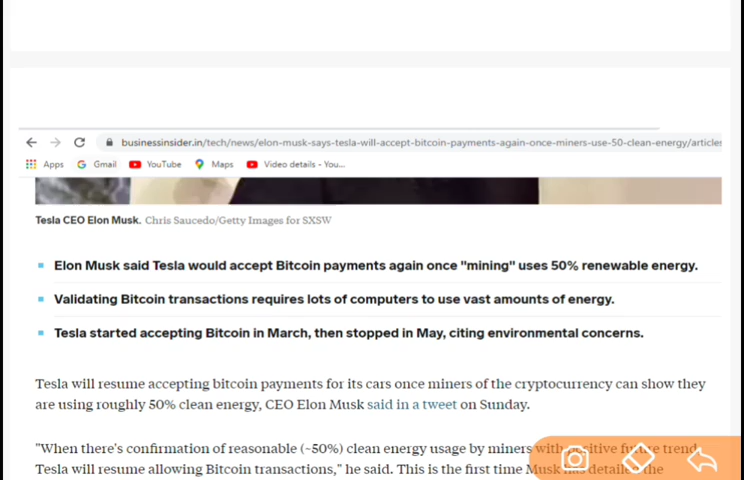 businessinsider.in/tech/news/elon-musk-says-tesla-will-accept-bitcoin-payments-again-once-miners-use-50-clean-energy/articles
Apps Gmail YouTube Maps Video details - You...
Tesla CEO Elon Musk. Chris Saucedo/Getty Images for SXSW
Elon Musk said Tesla would accept Bitcoin payments again once "mining" uses 50% renewable energy.
Validating Bitcoin transactions requires lots of computers to use vast amounts of energy.
Tesla started accepting Bitcoin in March, then stopped in May, citing environmental concerns.
Tesla will resume accepting bitcoin payments for its cars once miners of the cryptocurrency can show they
are using roughly 50% clean energy, CEO Elon Musk said in a tweet on Sunday.
"When there's confirmation of reasonable (~50%) clean energy usage by miners with positive future trend,
Tesla will resume allowing Bitcoin transactions," he said. This is the first time Musk has detailed the